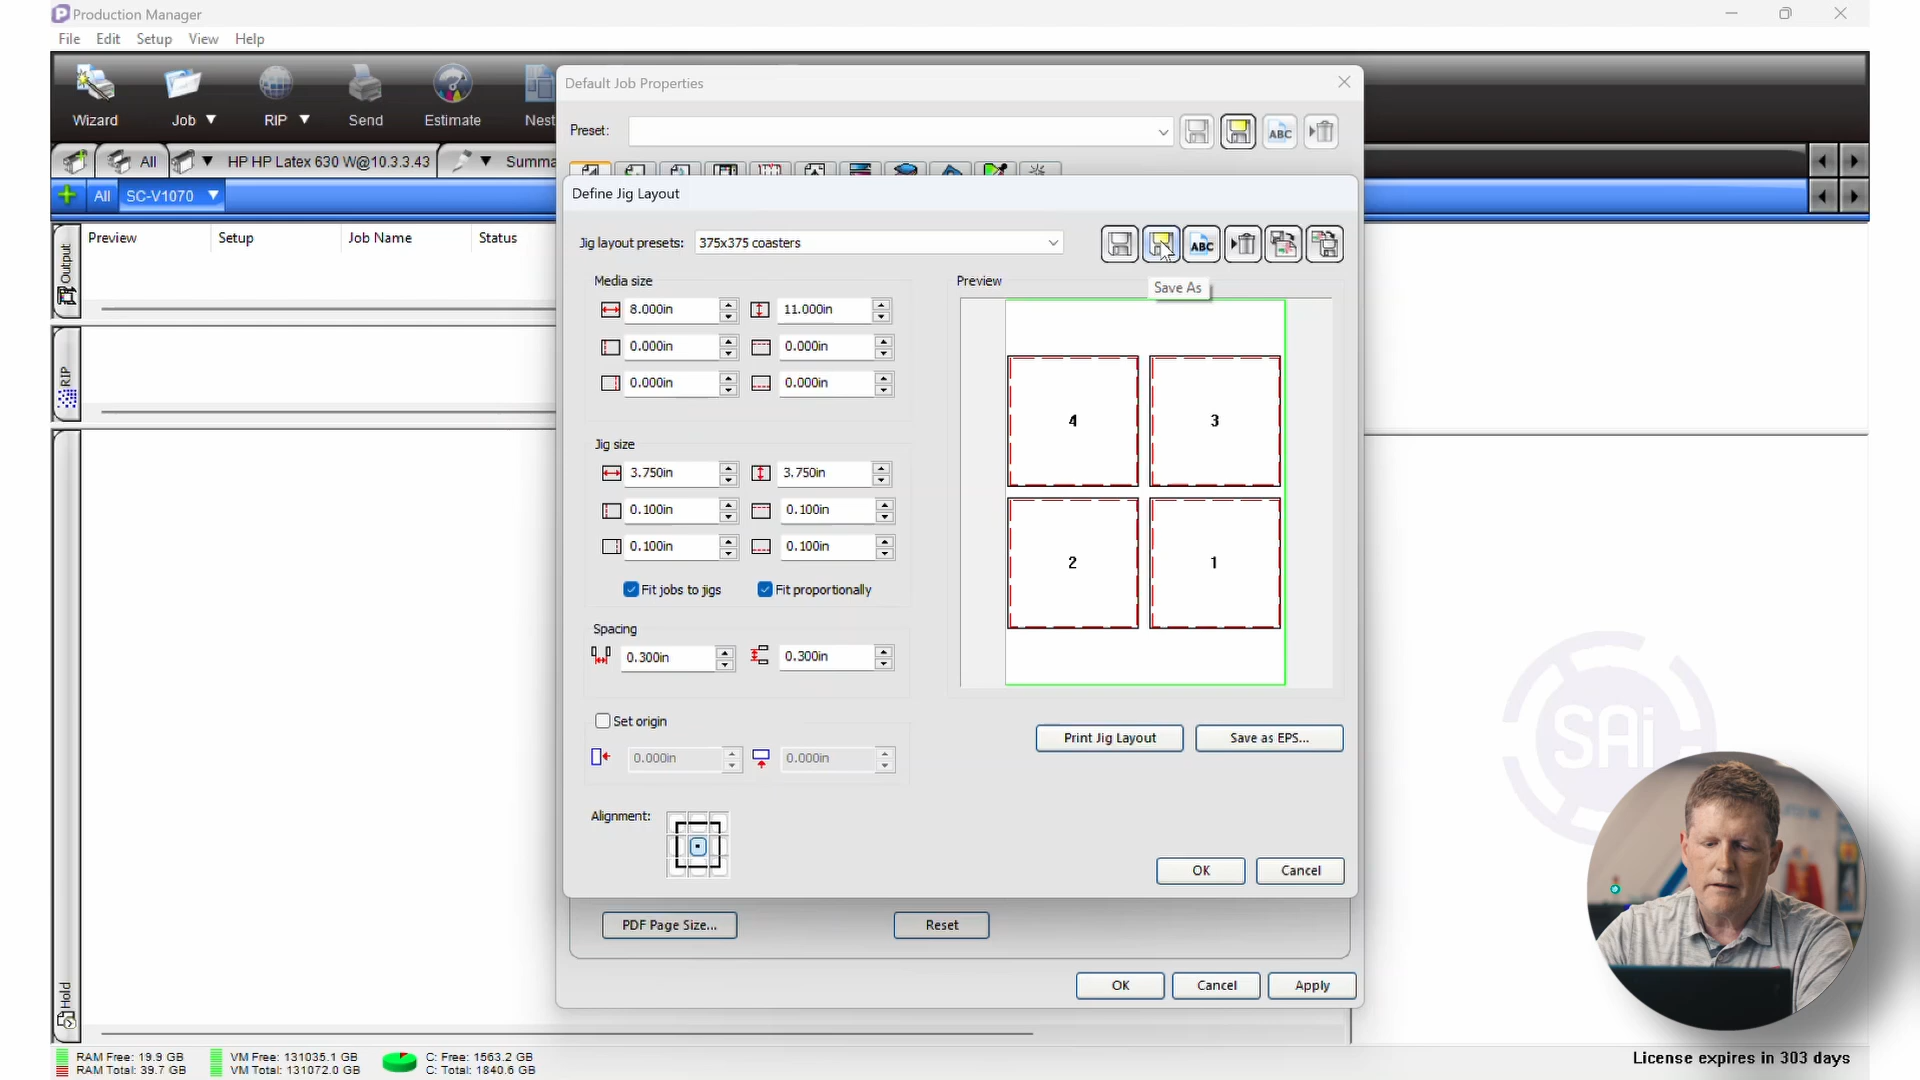 Production Manager
File Edit Setup View Help
Wizard Job RIP Send Estimate Nest
All HP HP Latex 630 W@10.3.3.43 Summa
All SC-V1070
Preview Setup Job Name Status
Output
RIP
Hold
Default Job Properties
Preset:
ABC
Define Jig Layout
Jig layout presets: 375x375 coasters
ABC
Save As
Media size
8.000in 11.000in
0.000in 0.000in
0.000in 0.000in
Jig size
3.750in 3.750in
0.100in 0.100in
0.100in 0.100in
Fit jobs to jigs Fit proportionally
Spacing
0.300in 0.300in
Set origin
0.000in 0.000in
Alignment:
Preview
4 3
2 1
Print Jig Layout Save as EPS...
OK Cancel
PDF Page Size... Reset
OK Cancel Apply
SAi
RAM Free: 19.9 GB VM Free: 131035.1 GB C: Free: 1563.2 GB
RAM Total: 39.7 GB VM Total: 131072.0 GB C: Total: 1840.6 GB
License expires in 303 days